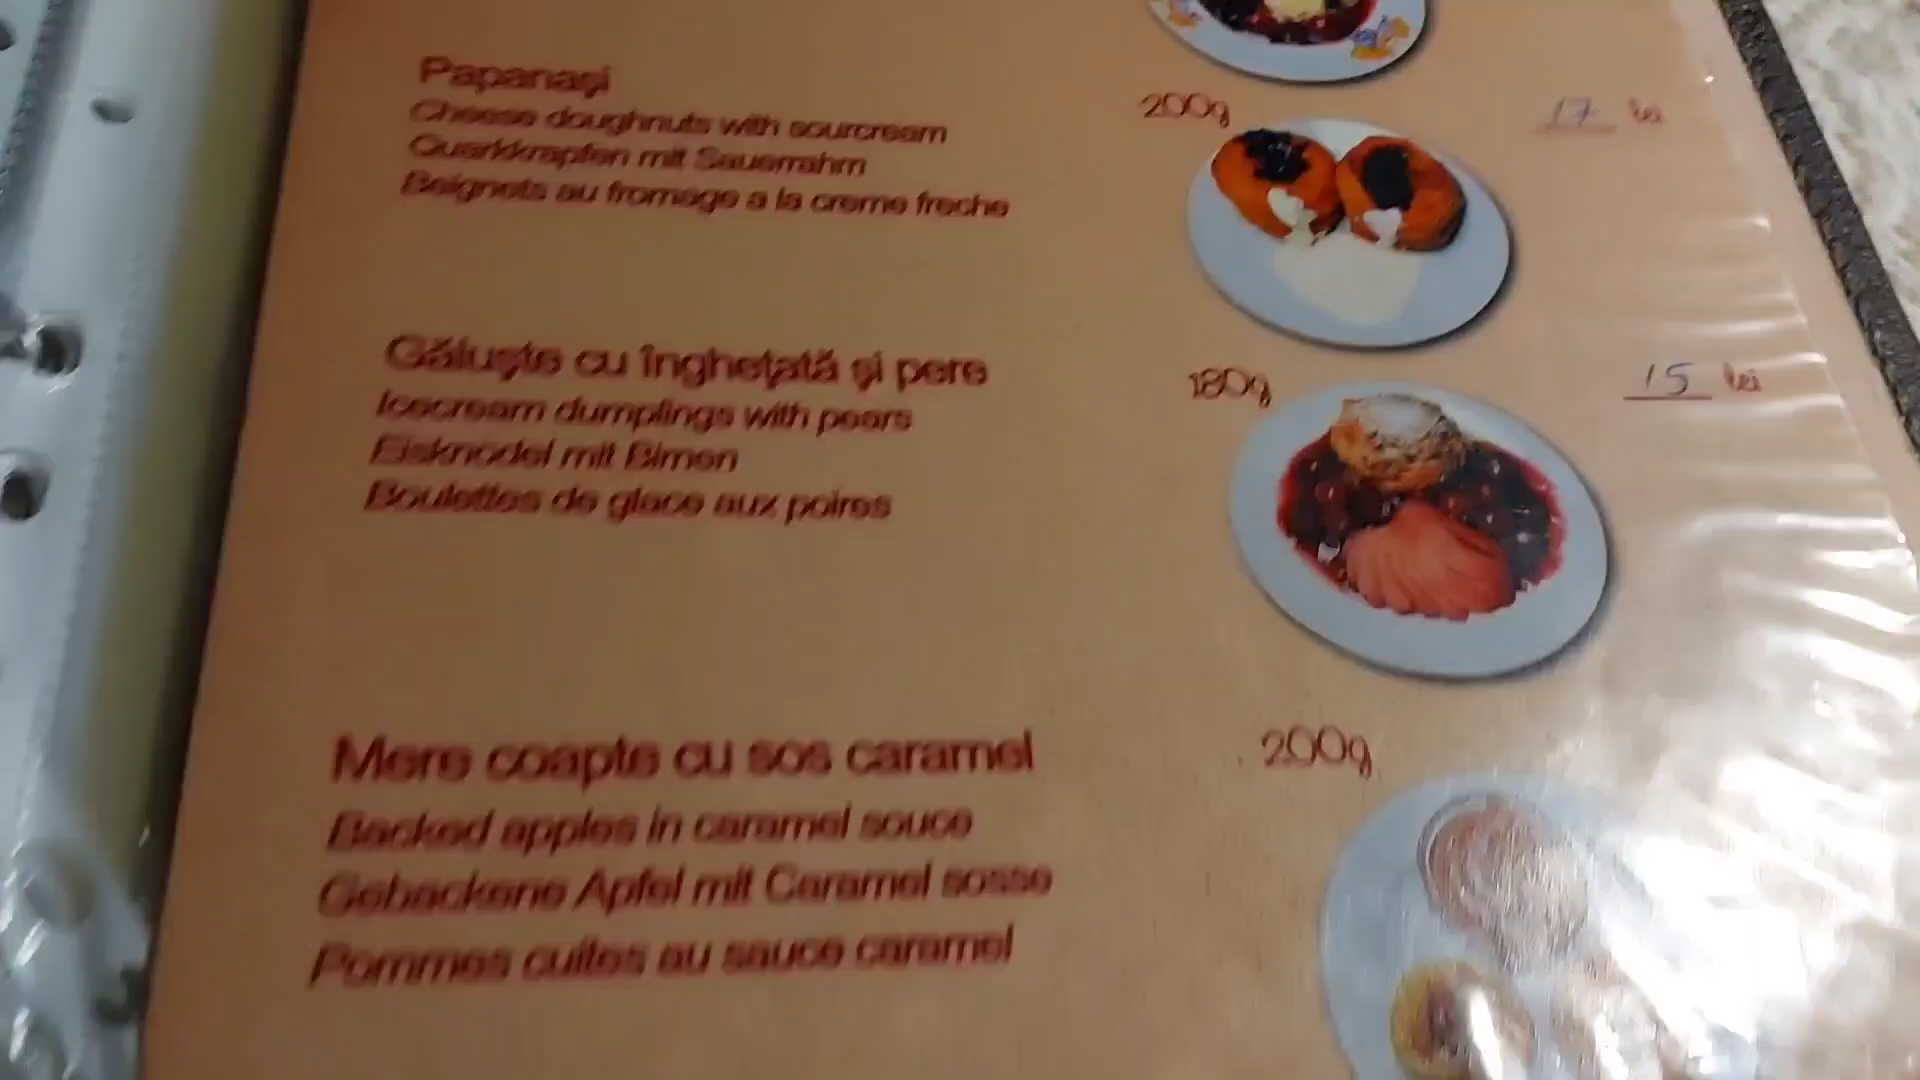 Papanaşi 200g 17 lei
Cheese doughnuts with sourcream
Quarkkrapfen mit Sauerrahm
Beignets au fromage a la creme freche
Găluşte cu îngheţată şi pere 180g 15 lei
Icecream dumplings with pears
Eisknodel mit Birnen
Boulettes de glace aux poires
Mere coapte cu sos caramel 200g
Backed apples in caramel souce
Gebackene Apfel mit Caramel sosse
Pommes cuites au sauce caramel